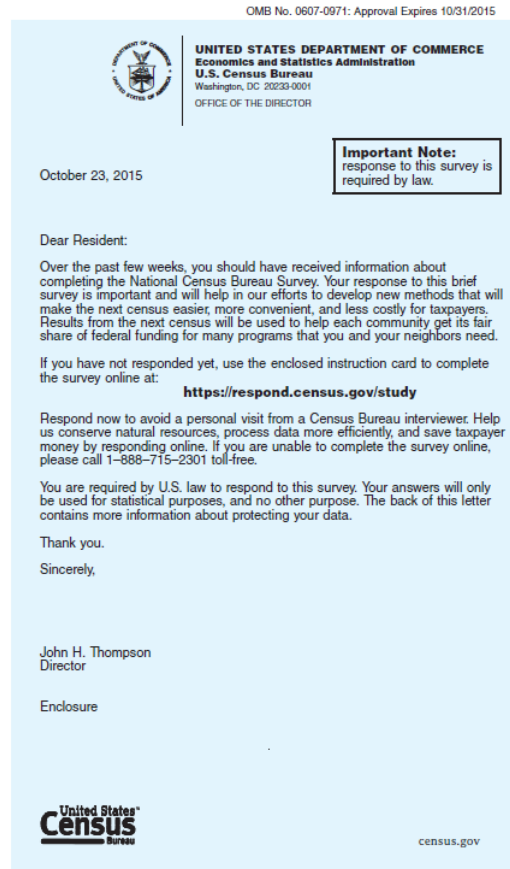 OMB No. 0607-0971: Approval Expires 10/31/2015
DEPARTMENT OF COMMERCE
UNITED STATES OF AMERICA
UNITED STATES DEPARTMENT OF COMMERCE
Economics and Statistics Administration
U.S. Census Bureau
Washington, DC 20233-0001
OFFICE OF THE DIRECTOR
Important Note:
response to this survey is
required by law.
October 23, 2015
Dear Resident:
Over the past few weeks, you should have received information about
completing the National Census Bureau Survey. Your response to this brief
survey is important and will help in our efforts to develop new methods that will
make the next census easier, more convenient, and less costly for taxpayers.
Results from the next census will be used to help each community get its fair
share of federal funding for many programs that you and your neighbors need.
If you have not responded yet, use the enclosed instruction card to complete
the survey online at:
https://respond.census.gov/study
Respond now to avoid a personal visit from a Census Bureau interviewer. Help
us conserve natural resources, process data more efficiently, and save taxpayer
money by responding online. If you are unable to complete the survey online,
please call 1–888–715–2301 toll-free.
You are required by U.S. law to respond to this survey. Your answers will only
be used for statistical purposes, and no other purpose. The back of this letter
contains more information about protecting your data.
Thank you.
Sincerely,
John H. Thompson
Director
Enclosure
United States®
Census
Bureau
census.gov